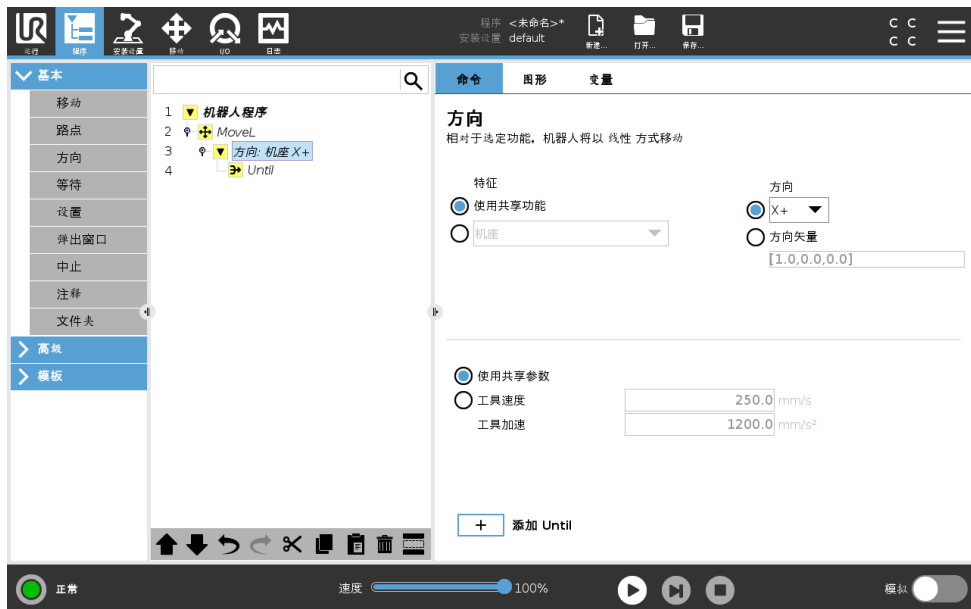 UR
运行
程序
安装设置
移动
I/O
日志
程序 <未命名>*
安装设置 default
新建...
打开...
保存...
C C
C C
基本
移动
路点
方向
等待
设置
弹出窗口
中止
注释
文件夹
高级
模板
1 机器人程序
2 MoveL
3 方向: 机座 X+
4 Until
命令 图形 变量
方向
相对于选定功能，机器人将以 线性 方式移动
特征
使用共享功能
机座
方向
X+
方向矢量
[1.0,0.0,0.0]
使用共享参数
工具速度 250.0 mm/s
工具加速 1200.0 mm/s²
+ 添加 Until
正常
速度 100%
模拟